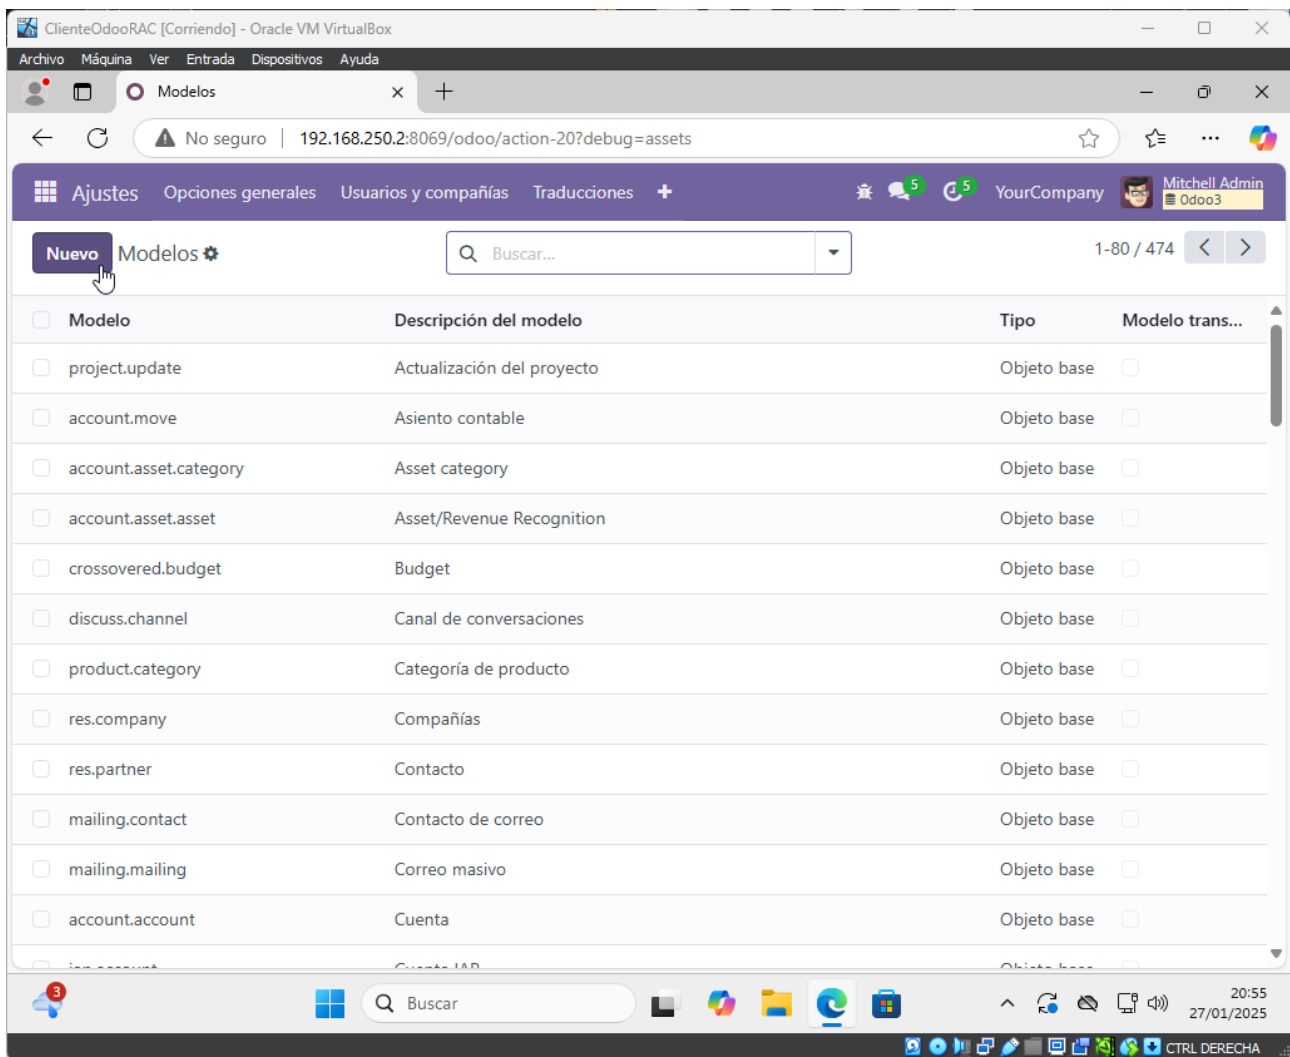 ClienteOdooRAC [Corriendo] - Oracle VM VirtualBox
Archivo Máquina Ver Entrada Dispositivos Ayuda
Modelos
No seguro 192.168.250.2:8069/odoo/action-20?debug=assets
Ajustes Opciones generales Usuarios y compañías Traducciones 5 5 YourCompany Mitchell Admin
Odoo3
Nuevo Modelos Buscar... 1-80 / 474
Modelo Descripción del modelo Tipo Modelo trans...
project.update Actualización del proyecto Objeto base
account.move Asiento contable Objeto base
account.asset.category Asset category Objeto base
account.asset.asset Asset/Revenue Recognition Objeto base
crossovered.budget Budget Objeto base
discuss.channel Canal de conversaciones Objeto base
product.category Categoría de producto Objeto base
res.company Compañías Objeto base
res.partner Contacto Objeto base
mailing.contact Contacto de correo Objeto base
mailing.mailing Correo masivo Objeto base
account.account Cuenta Objeto base
iap.account Cuenta IAP Objeto base
3 Buscar 20:55
27/01/2025
CTRL DERECHA